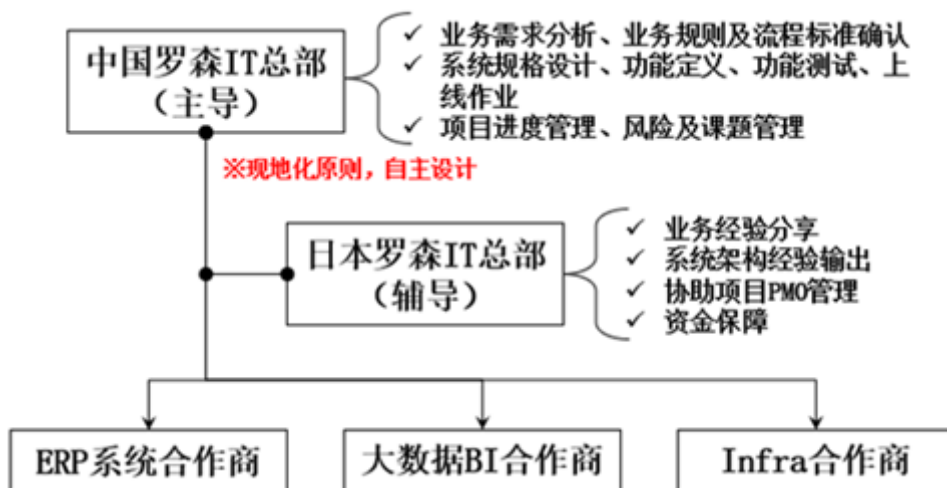 中国罗森IT总部
（主导）
✓ 业务需求分析、业务规则及流程标准确认
✓ 系统规格设计、功能定义、功能测试、上
线作业
✓ 项目进度管理、风险及课题管理
※现地化原则，自主设计
日本罗森IT总部
（辅导）
✓ 业务经验分享
✓ 系统架构经验输出
✓ 协助项目PMO管理
✓ 资金保障
ERP系统合作商
大数据BI合作商
Infra合作商